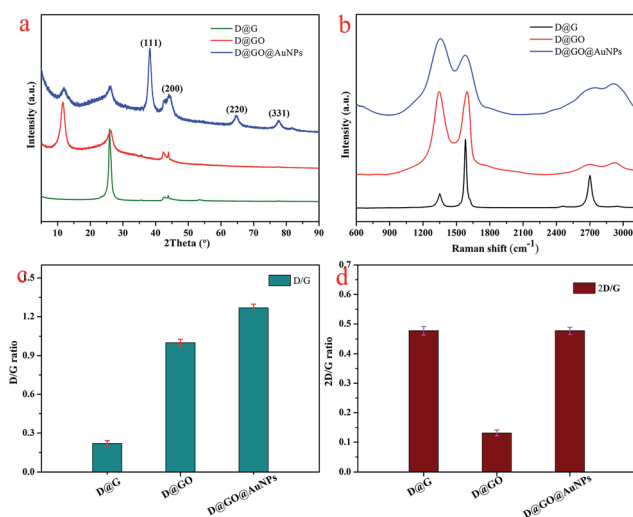 a
D@G
D@GO
D@GO@AuNPs
(111)
(200)
(220)
(331)
Intensity (a.u.)
10 20 30 40 50 60 70 80 90
2Theta (°)
b
D@G
D@GO
D@GO@AuNPs
Intensity (a.u.)
600 900 1200 1500 1800 2100 2400 2700 3000
Raman shift (cm⁻¹)
c
D/G
D/G ratio
1.5
1.2
0.9
0.6
0.3
0.0
D@G D@GO D@GO@AuNPs
d
2D/G
2D/G ratio
0.7
0.6
0.5
0.4
0.3
0.2
0.1
0.0
D@G D@GO D@GO@AuNPs